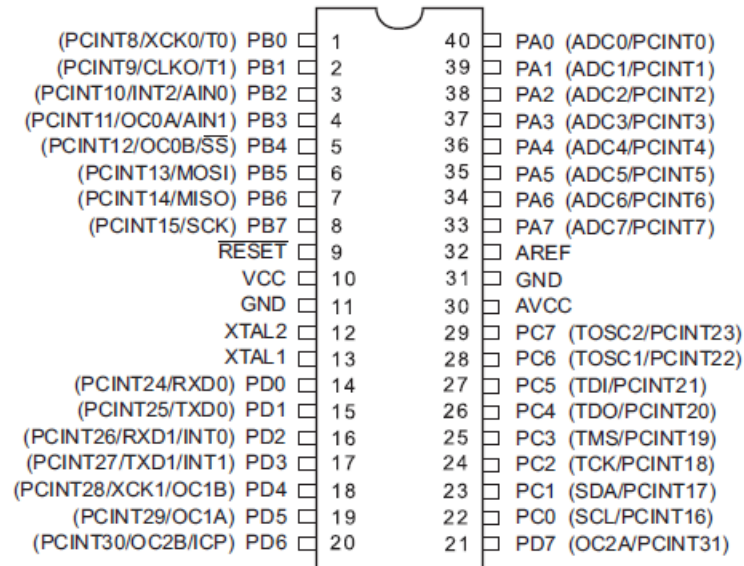 (PCINT8/XCK0/T0) PB0 1 40 PA0 (ADC0/PCINT0)
(PCINT9/CLKO/T1) PB1 2 39 PA1 (ADC1/PCINT1)
(PCINT10/INT2/AIN0) PB2 3 38 PA2 (ADC2/PCINT2)
(PCINT11/OC0A/AIN1) PB3 4 37 PA3 (ADC3/PCINT3)
(PCINT12/OC0B/S̅S̅) PB4 5 36 PA4 (ADC4/PCINT4)
(PCINT13/MOSI) PB5 6 35 PA5 (ADC5/PCINT5)
(PCINT14/MISO) PB6 7 34 PA6 (ADC6/PCINT6)
(PCINT15/SCK) PB7 8 33 PA7 (ADC7/PCINT7)
R̅E̅S̅E̅T̅ 9 32 AREF
VCC 10 31 GND
GND 11 30 AVCC
XTAL2 12 29 PC7 (TOSC2/PCINT23)
XTAL1 13 28 PC6 (TOSC1/PCINT22)
(PCINT24/RXD0) PD0 14 27 PC5 (TDI/PCINT21)
(PCINT25/TXD0) PD1 15 26 PC4 (TDO/PCINT20)
(PCINT26/RXD1/INT0) PD2 16 25 PC3 (TMS/PCINT19)
(PCINT27/TXD1/INT1) PD3 17 24 PC2 (TCK/PCINT18)
(PCINT28/XCK1/OC1B) PD4 18 23 PC1 (SDA/PCINT17)
(PCINT29/OC1A) PD5 19 22 PC0 (SCL/PCINT16)
(PCINT30/OC2B/ICP) PD6 20 21 PD7 (OC2A/PCINT31)